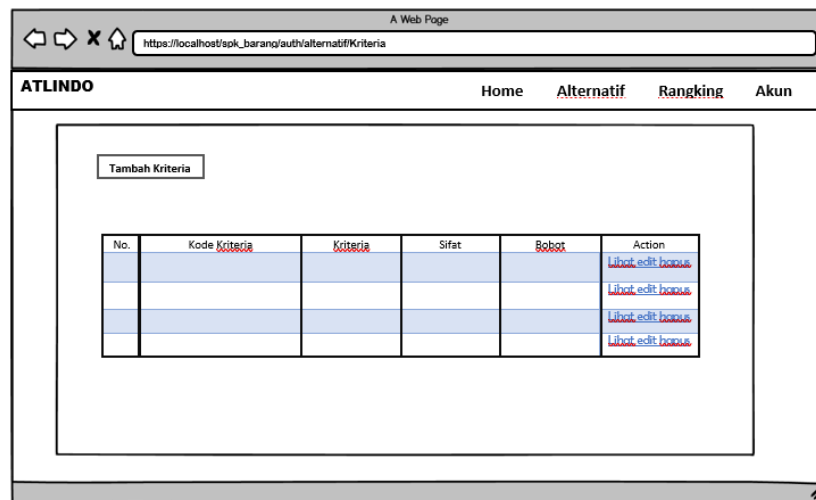 A Web Page
https://localhost/spk_barang/auth/alternatif/Kriteria
ATLINDO Home Alternatif Rangking Akun
Tambah Kriteria
No. Kode Kriteria Kriteria Sifat Bobot Action
Lihat edit hapus
Lihat edit hapus
Lihat edit hapus
Lihat edit hapus